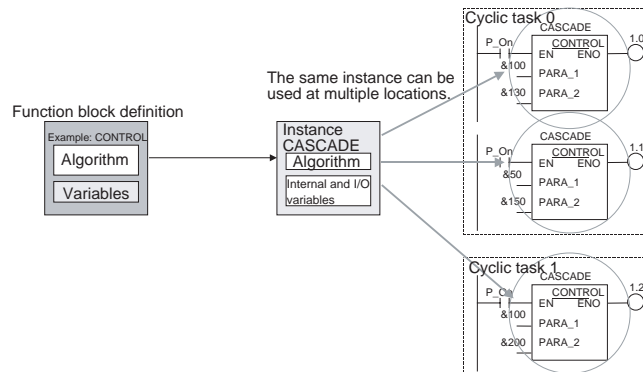 Cyclic task 0
CASCADE
P_On
CONTROL
1.0
EN ENO
&100
PARA_1
&130
PARA_2
The same instance can be
used at multiple locations.
Function block definition
Example: CONTROL
Algorithm
Variables
Instance
CASCADE
Algorithm
Internal and I/O
variables
CASCADE
P_On
CONTROL
1.1
EN ENO
&50
PARA_1
&150
PARA_2
Cyclic task 1
CASCADE
P_On
CONTROL
1.2
EN ENO
&100
PARA_1
&200
PARA_2